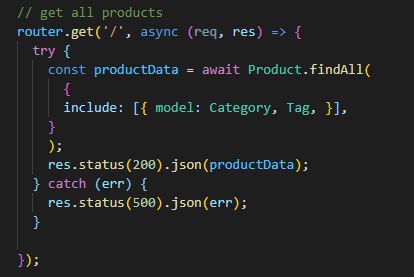 // get all products
router.get('/', async (req, res) => {
try {
const productData = await Product.findAll(
{
include: [{ model: Category, Tag, }],
}
);
res.status(200).json(productData);
} catch (err) {
res.status(500).json(err);
}
});